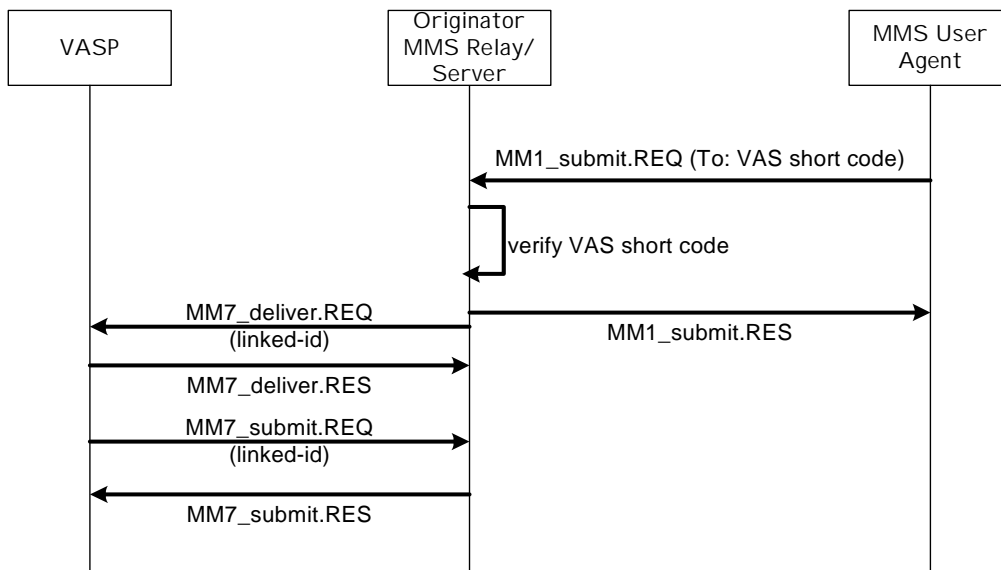 VASP
Originator
MMS Relay/
Server
MMS User
Agent
MM1_submit.REQ (To: VAS short code)
verify VAS short code
MM7_deliver.REQ
(linked-id)
MM1_submit.RES
MM7_deliver.RES
MM7_submit.REQ
(linked-id)
MM7_submit.RES